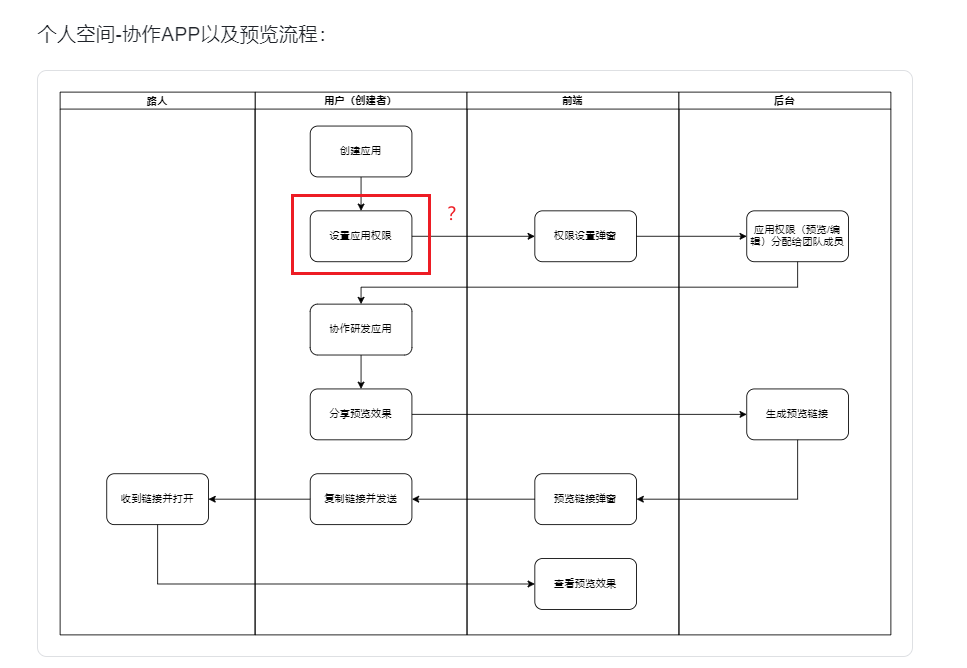 个人空间-协作APP以及预览流程：
路人
用户（创建者）
前端
后台
创建应用
设置应用权限
？
权限设置弹窗
应用权限（预览/编
辑）分配给团队成员
协作研发应用
分享预览效果
生成预览链接
收到链接并打开
复制链接并发送
预览链接弹窗
查看预览效果